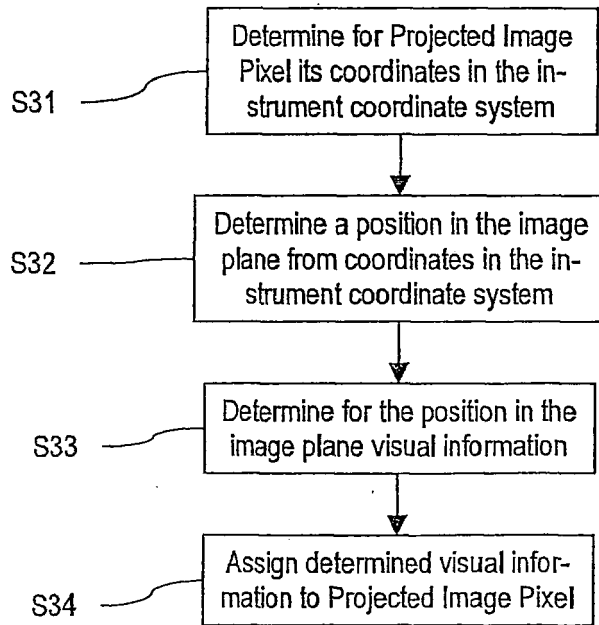 Determine for Projected Image
Pixel its coordinates in the in-
strument coordinate system
S31
Determine a position in the image
plane from coordinates in the in-
strument coordinate system
S32
Determine for the position in the
image plane visual information
S33
Assign determined visual infor-
mation to Projected Image Pixel
S34